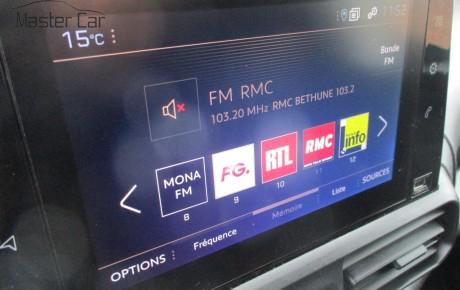 Master Car
15°C
11:52
FM RMC
Bande
FM
103.20 MHz RMC BETHUNE 103.2
MONA
FM
FG.
RTL
RMC
info
8
9
10
11
12
OPTIONS
Fréquence
Mémoire
Liste
SOURCES